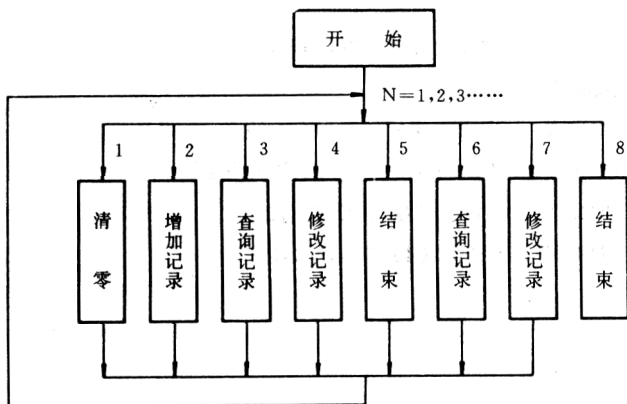 开 始
N=1,2,3……
1 2 3 4 5 6 7 8
清零
增加记录
查询记录
修改记录
结束
查询记录
修改记录
结束